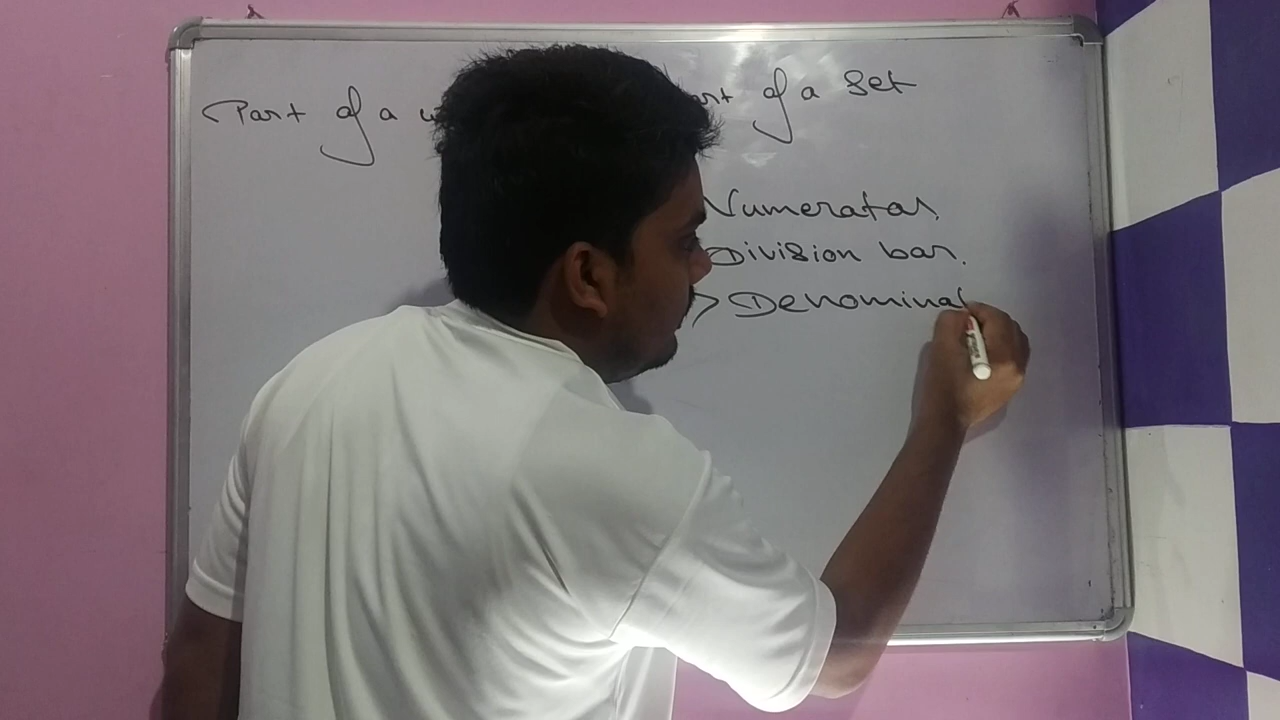 Part of a of a Set
Numerator
Division bar.
> Denominat